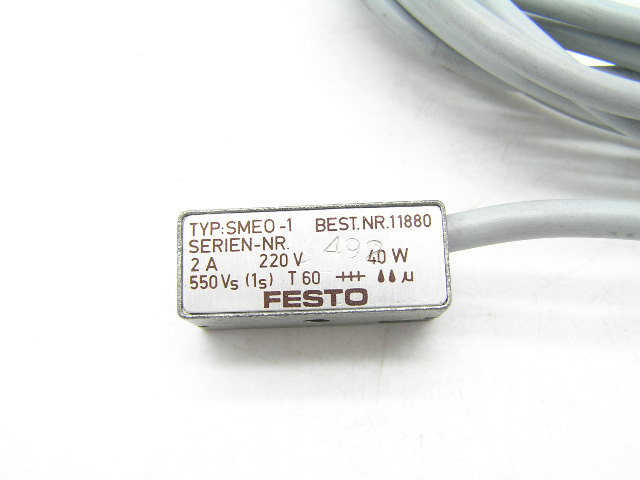 TYP:SMEO-1 BEST.NR.11880
SERIEN-NR.
2 A 220 V 40 W
550 Vs (1s) T 60 µ
FESTO